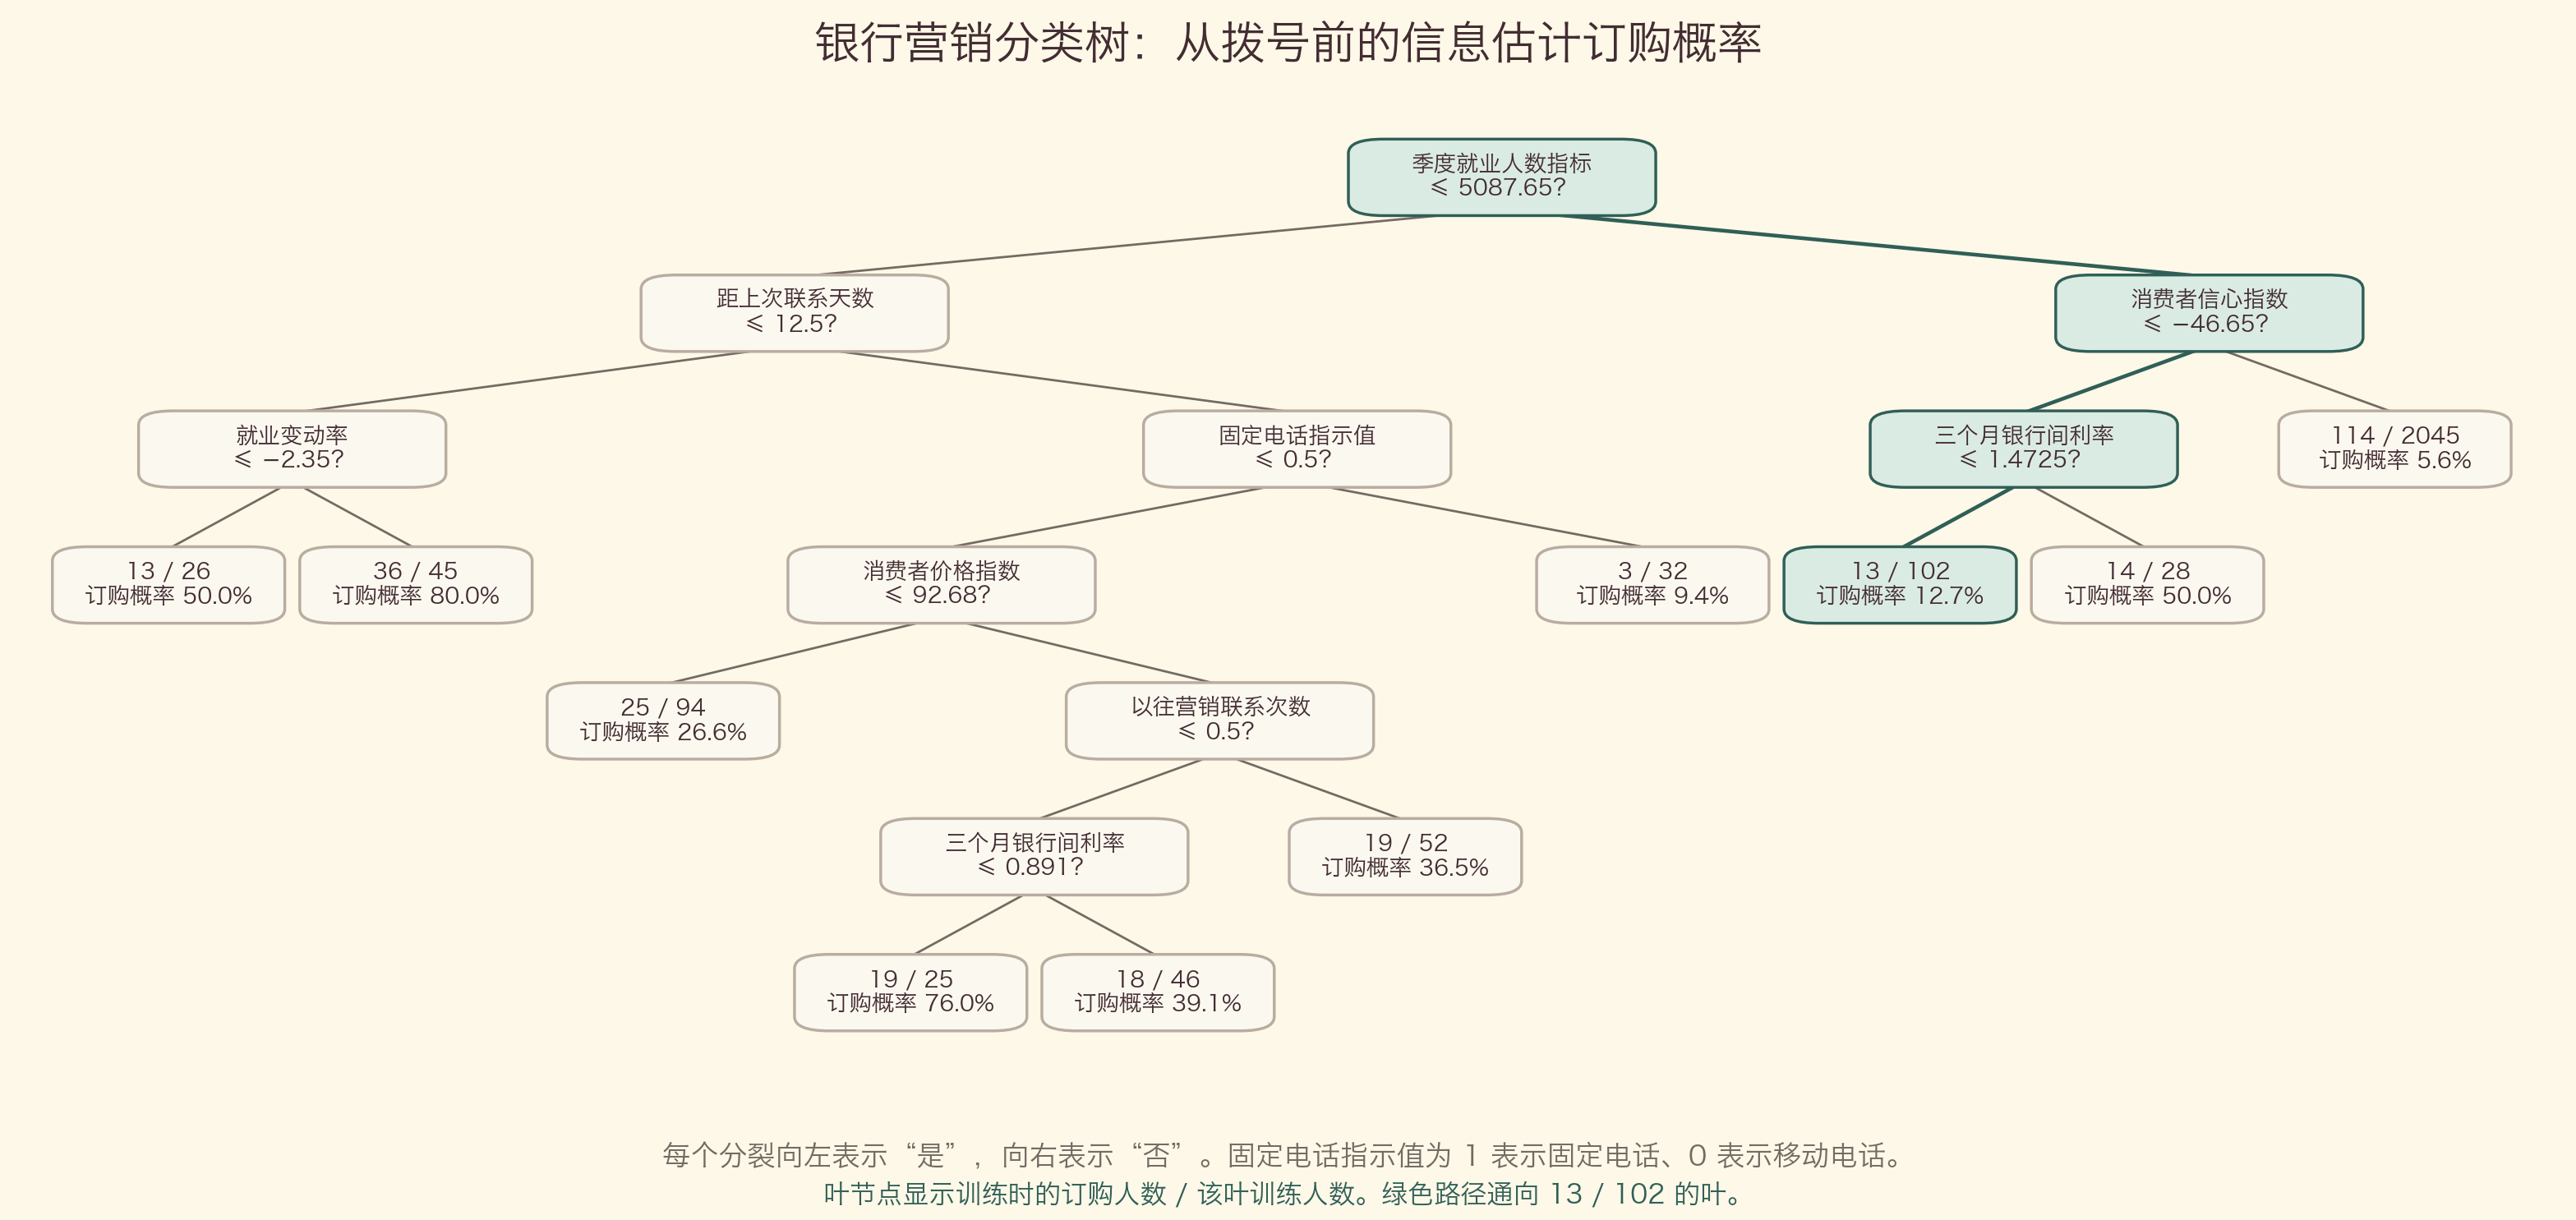 银行营销分类树：从拨号前的信息估计订购概率
季度就业人数指标
≤ 5087.65?
距上次联系天数
≤ 12.5?
消费者信心指数
≤ −46.65?
就业变动率
≤ −2.35?
固定电话指示值
≤ 0.5?
三个月银行间利率
≤ 1.4725?
114 / 2045
订购概率 5.6%
13 / 26
订购概率 50.0%
36 / 45
订购概率 80.0%
消费者价格指数
≤ 92.68?
3 / 32
订购概率 9.4%
13 / 102
订购概率 12.7%
14 / 28
订购概率 50.0%
25 / 94
订购概率 26.6%
以往营销联系次数
≤ 0.5?
三个月银行间利率
≤ 0.891?
19 / 52
订购概率 36.5%
19 / 25
订购概率 76.0%
18 / 46
订购概率 39.1%
每个分裂向左表示“是”，向右表示“否”。固定电话指示值为 1 表示固定电话、0 表示移动电话。
叶节点显示训练时的订购人数 / 该叶训练人数。绿色路径通向 13 / 102 的叶。